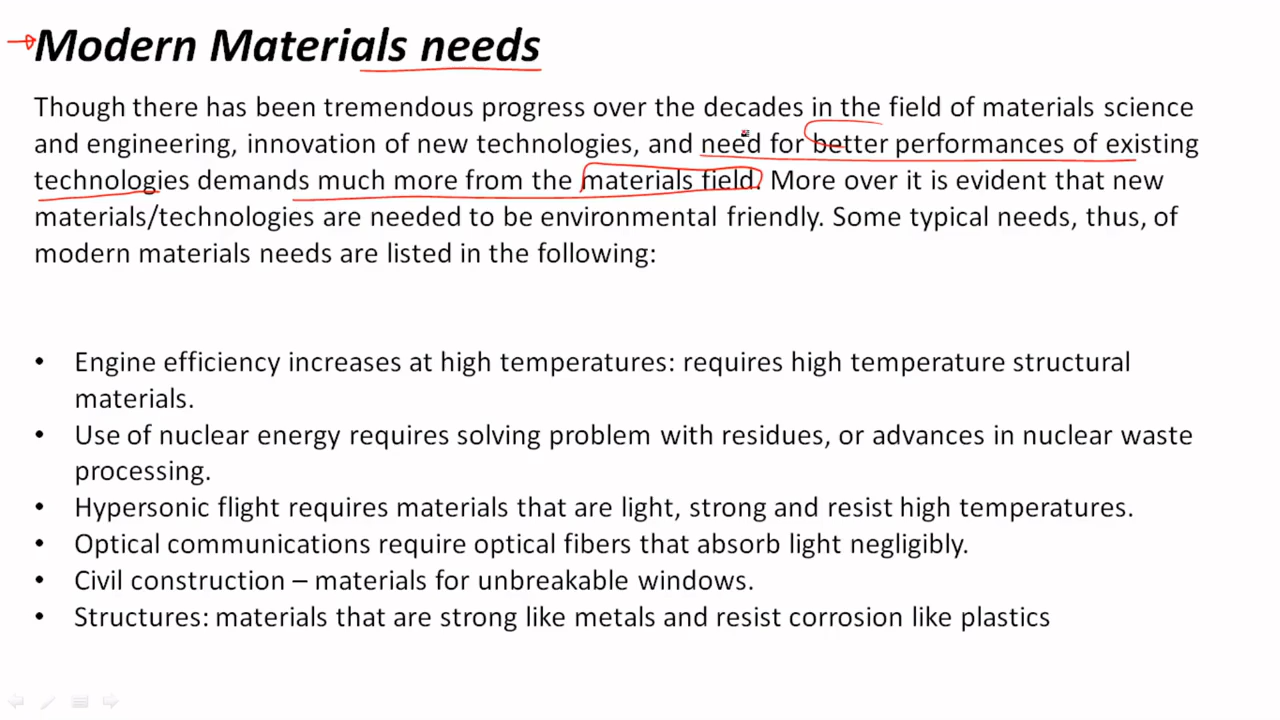 Modern Materials needs
Though there has been tremendous progress over the decades in the field of materials science
and engineering, innovation of new technologies, and need for better performances of existing
technologies demands much more from the materials field. More over it is evident that new
materials/technologies are needed to be environmental friendly. Some typical needs, thus, of
modern materials needs are listed in the following:
• Engine efficiency increases at high temperatures: requires high temperature structural
materials.
• Use of nuclear energy requires solving problem with residues, or advances in nuclear waste
processing.
• Hypersonic flight requires materials that are light, strong and resist high temperatures.
• Optical communications require optical fibers that absorb light negligibly.
• Civil construction – materials for unbreakable windows.
• Structures: materials that are strong like metals and resist corrosion like plastics